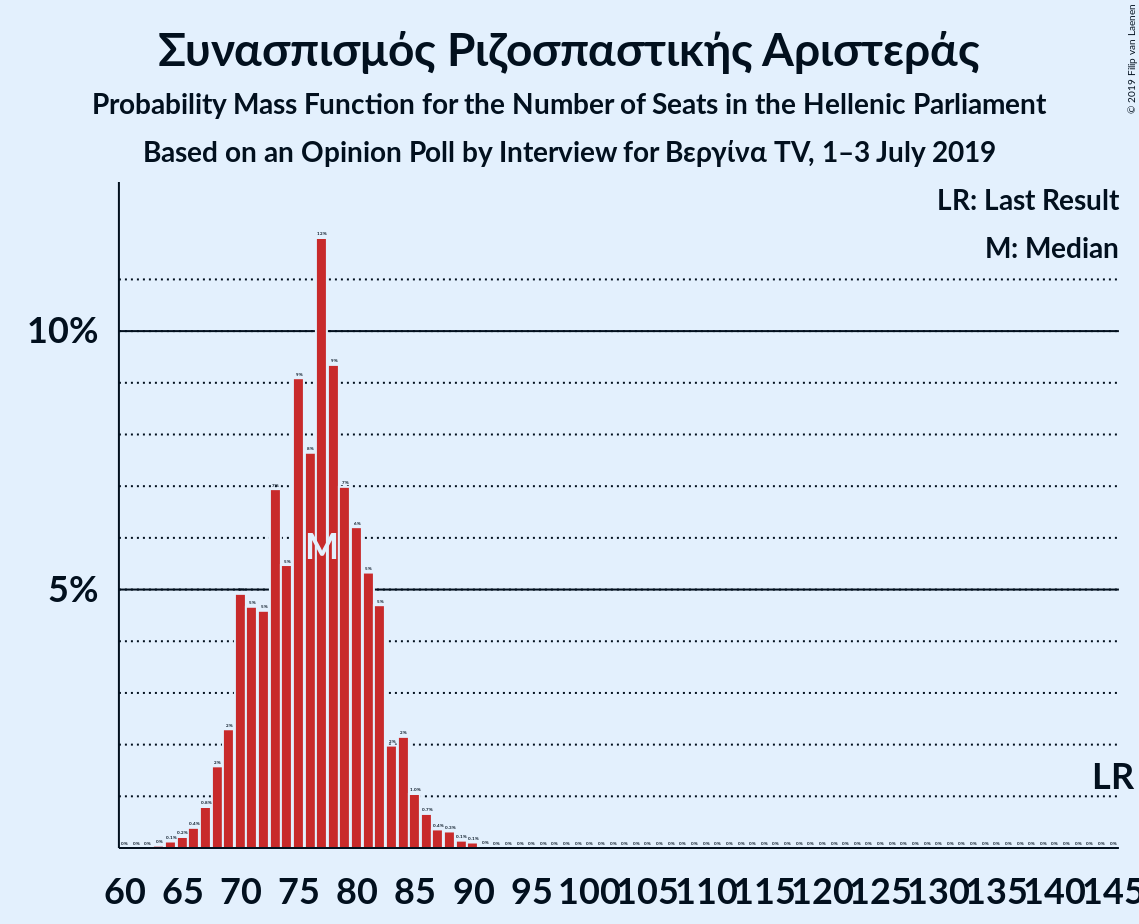 Συνασπισμός Ριζοσπαστικής Αριστεράς
Probability Mass Function for the Number of Seats in the Hellenic Parliament
Based on an Opinion Poll by Interview for Βεργίνα TV, 1–3 July 2019
© 2019 Filip van Laenen
LR: Last Result
M: Median
10%
5%
M
LR
60 65 70 75 80 85 90 95 100 105 110 115 120 125 130 135 140 145